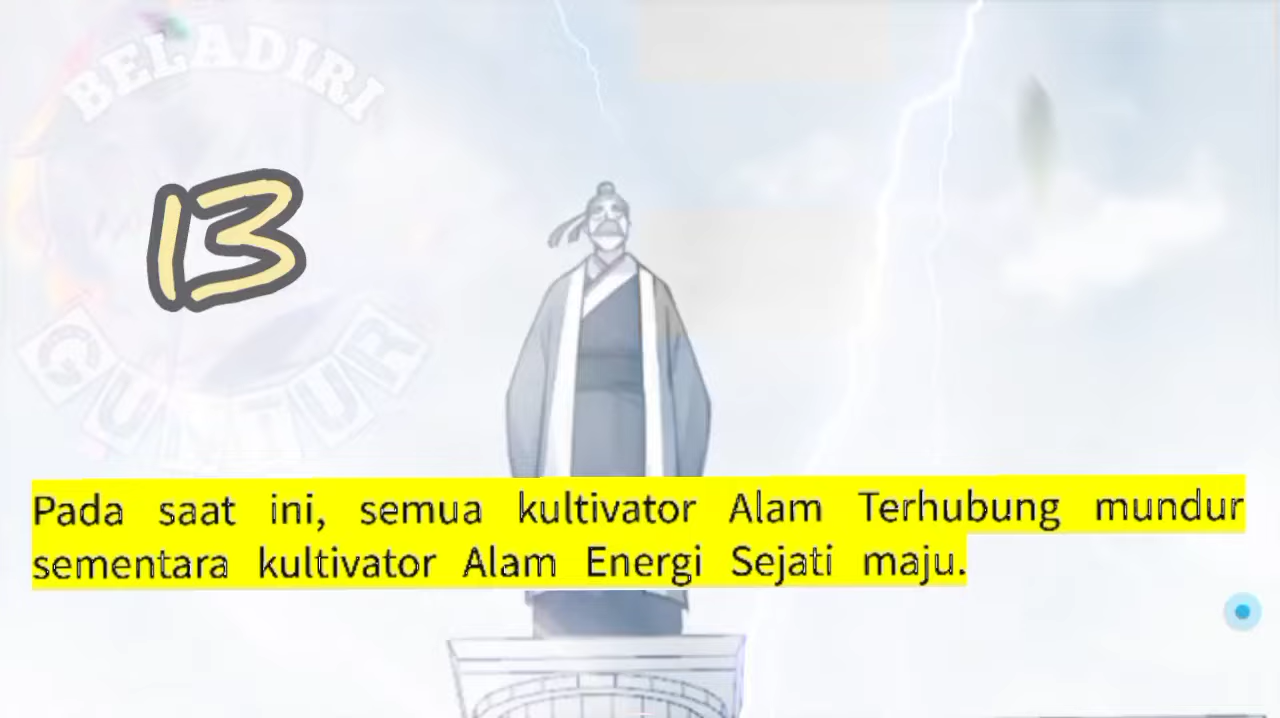 BELADIRI
13
GUNTUR
Pada saat ini, semua kultivator Alam Terhubung mundur
sementara kultivator Alam Energi Sejati maju.